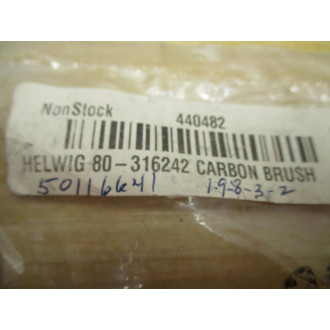 NonStock 440482
HELWIG 80-316242 CARBON BRUSH
50116641 1-9-8-3-2